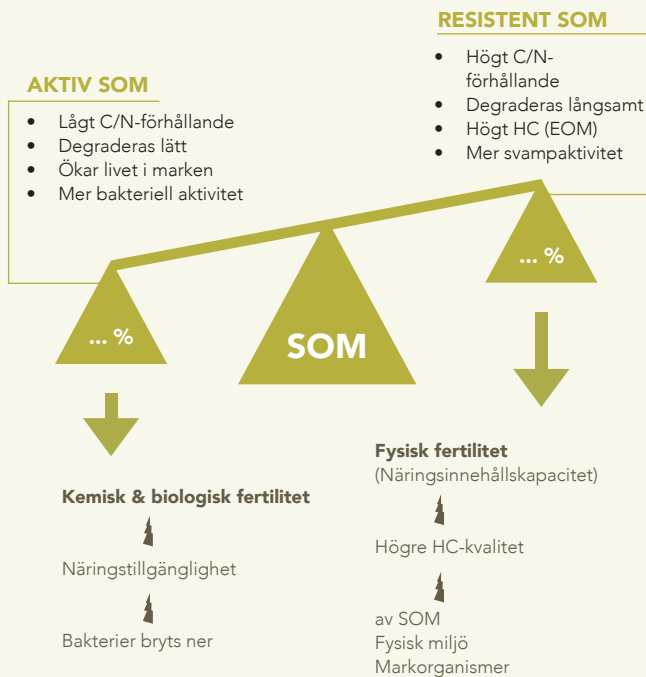 AKTIV SOM
• Lågt C/N-förhållande
• Degraderas lätt
• Ökar livet i marken
• Mer bakteriell aktivitet
RESISTENT SOM
• Högt C/N-
förhållande
• Degraderas långsamt
• Högt HC (EOM)
• Mer svampaktivitet
... %
SOM
... %
Kemisk & biologisk fertilitet
Näringstillgänglighet
Bakterier bryts ner
Fysisk fertilitet
(Näringsinnehållskapacitet)
Högre HC-kvalitet
av SOM
Fysisk miljö
Markorganismer